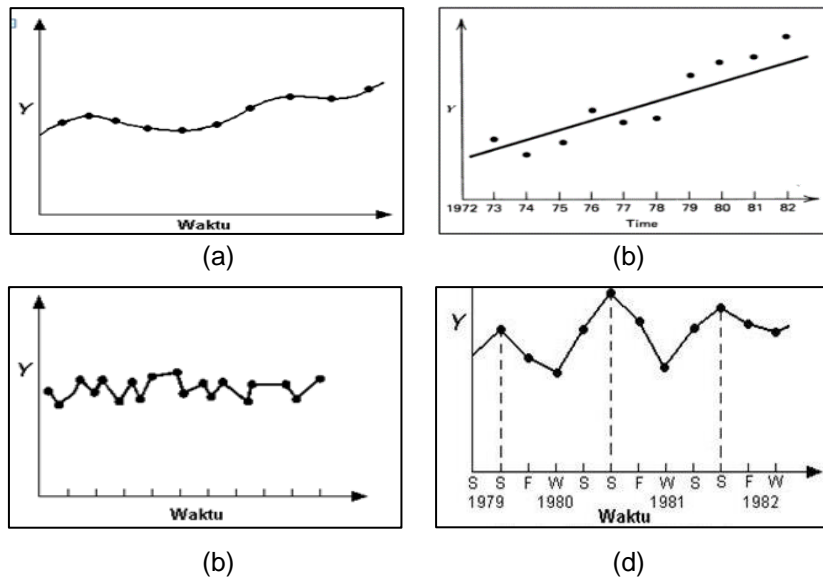 Y
Waktu
(a)
Y
1972 73 74 75 76 77 78 79 80 81 82
Time
(b)
Y
Waktu
(b)
Y
S S F W S S F W S S F W
1979 1980 1981 1982
Waktu
(d)